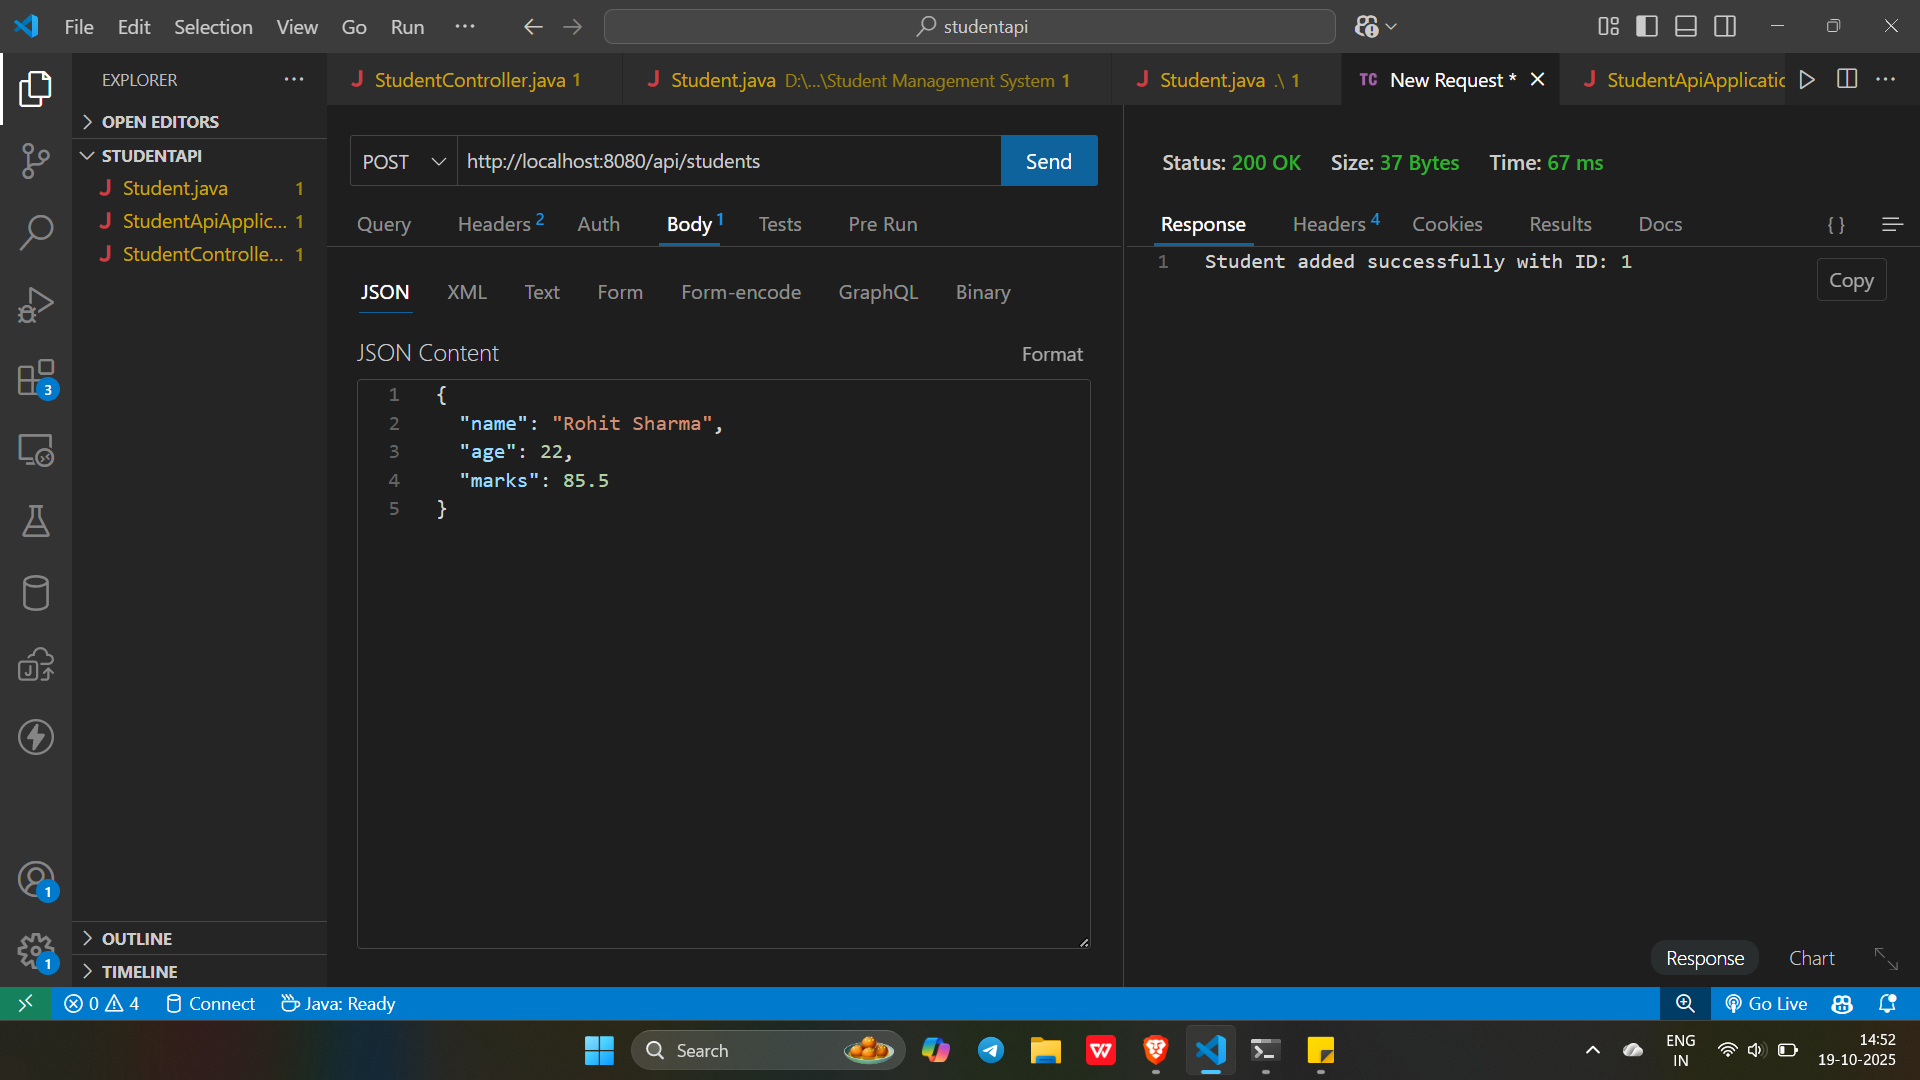 File Edit Selection View Go Run ···
studentapi
EXPLORER
OPEN EDITORS
STUDENTAPI
J Student.java 1
J StudentApiApplic... 1
J StudentControlle... 1
OUTLINE
TIMELINE
J StudentController.java 1
J Student.java D:\...\Student Management System 1
J Student.java .\ 1
TC New Request *
J StudentApiApplicatio
POST http://localhost:8080/api/students Send
Query Headers 2 Auth Body 1 Tests Pre Run
JSON XML Text Form Form-encode GraphQL Binary
JSON Content Format
1 {
2 "name": "Rohit Sharma",
3 "age": 22,
4 "marks": 85.5
5 }
Status: 200 OK Size: 37 Bytes Time: 67 ms
Response Headers 4 Cookies Results Docs { }
1 Student added successfully with ID: 1
Copy
Response Chart
3
1
1
0 4 Connect Java: Ready
Go Live
Search
W
ENG
IN
14:52
19-10-2025